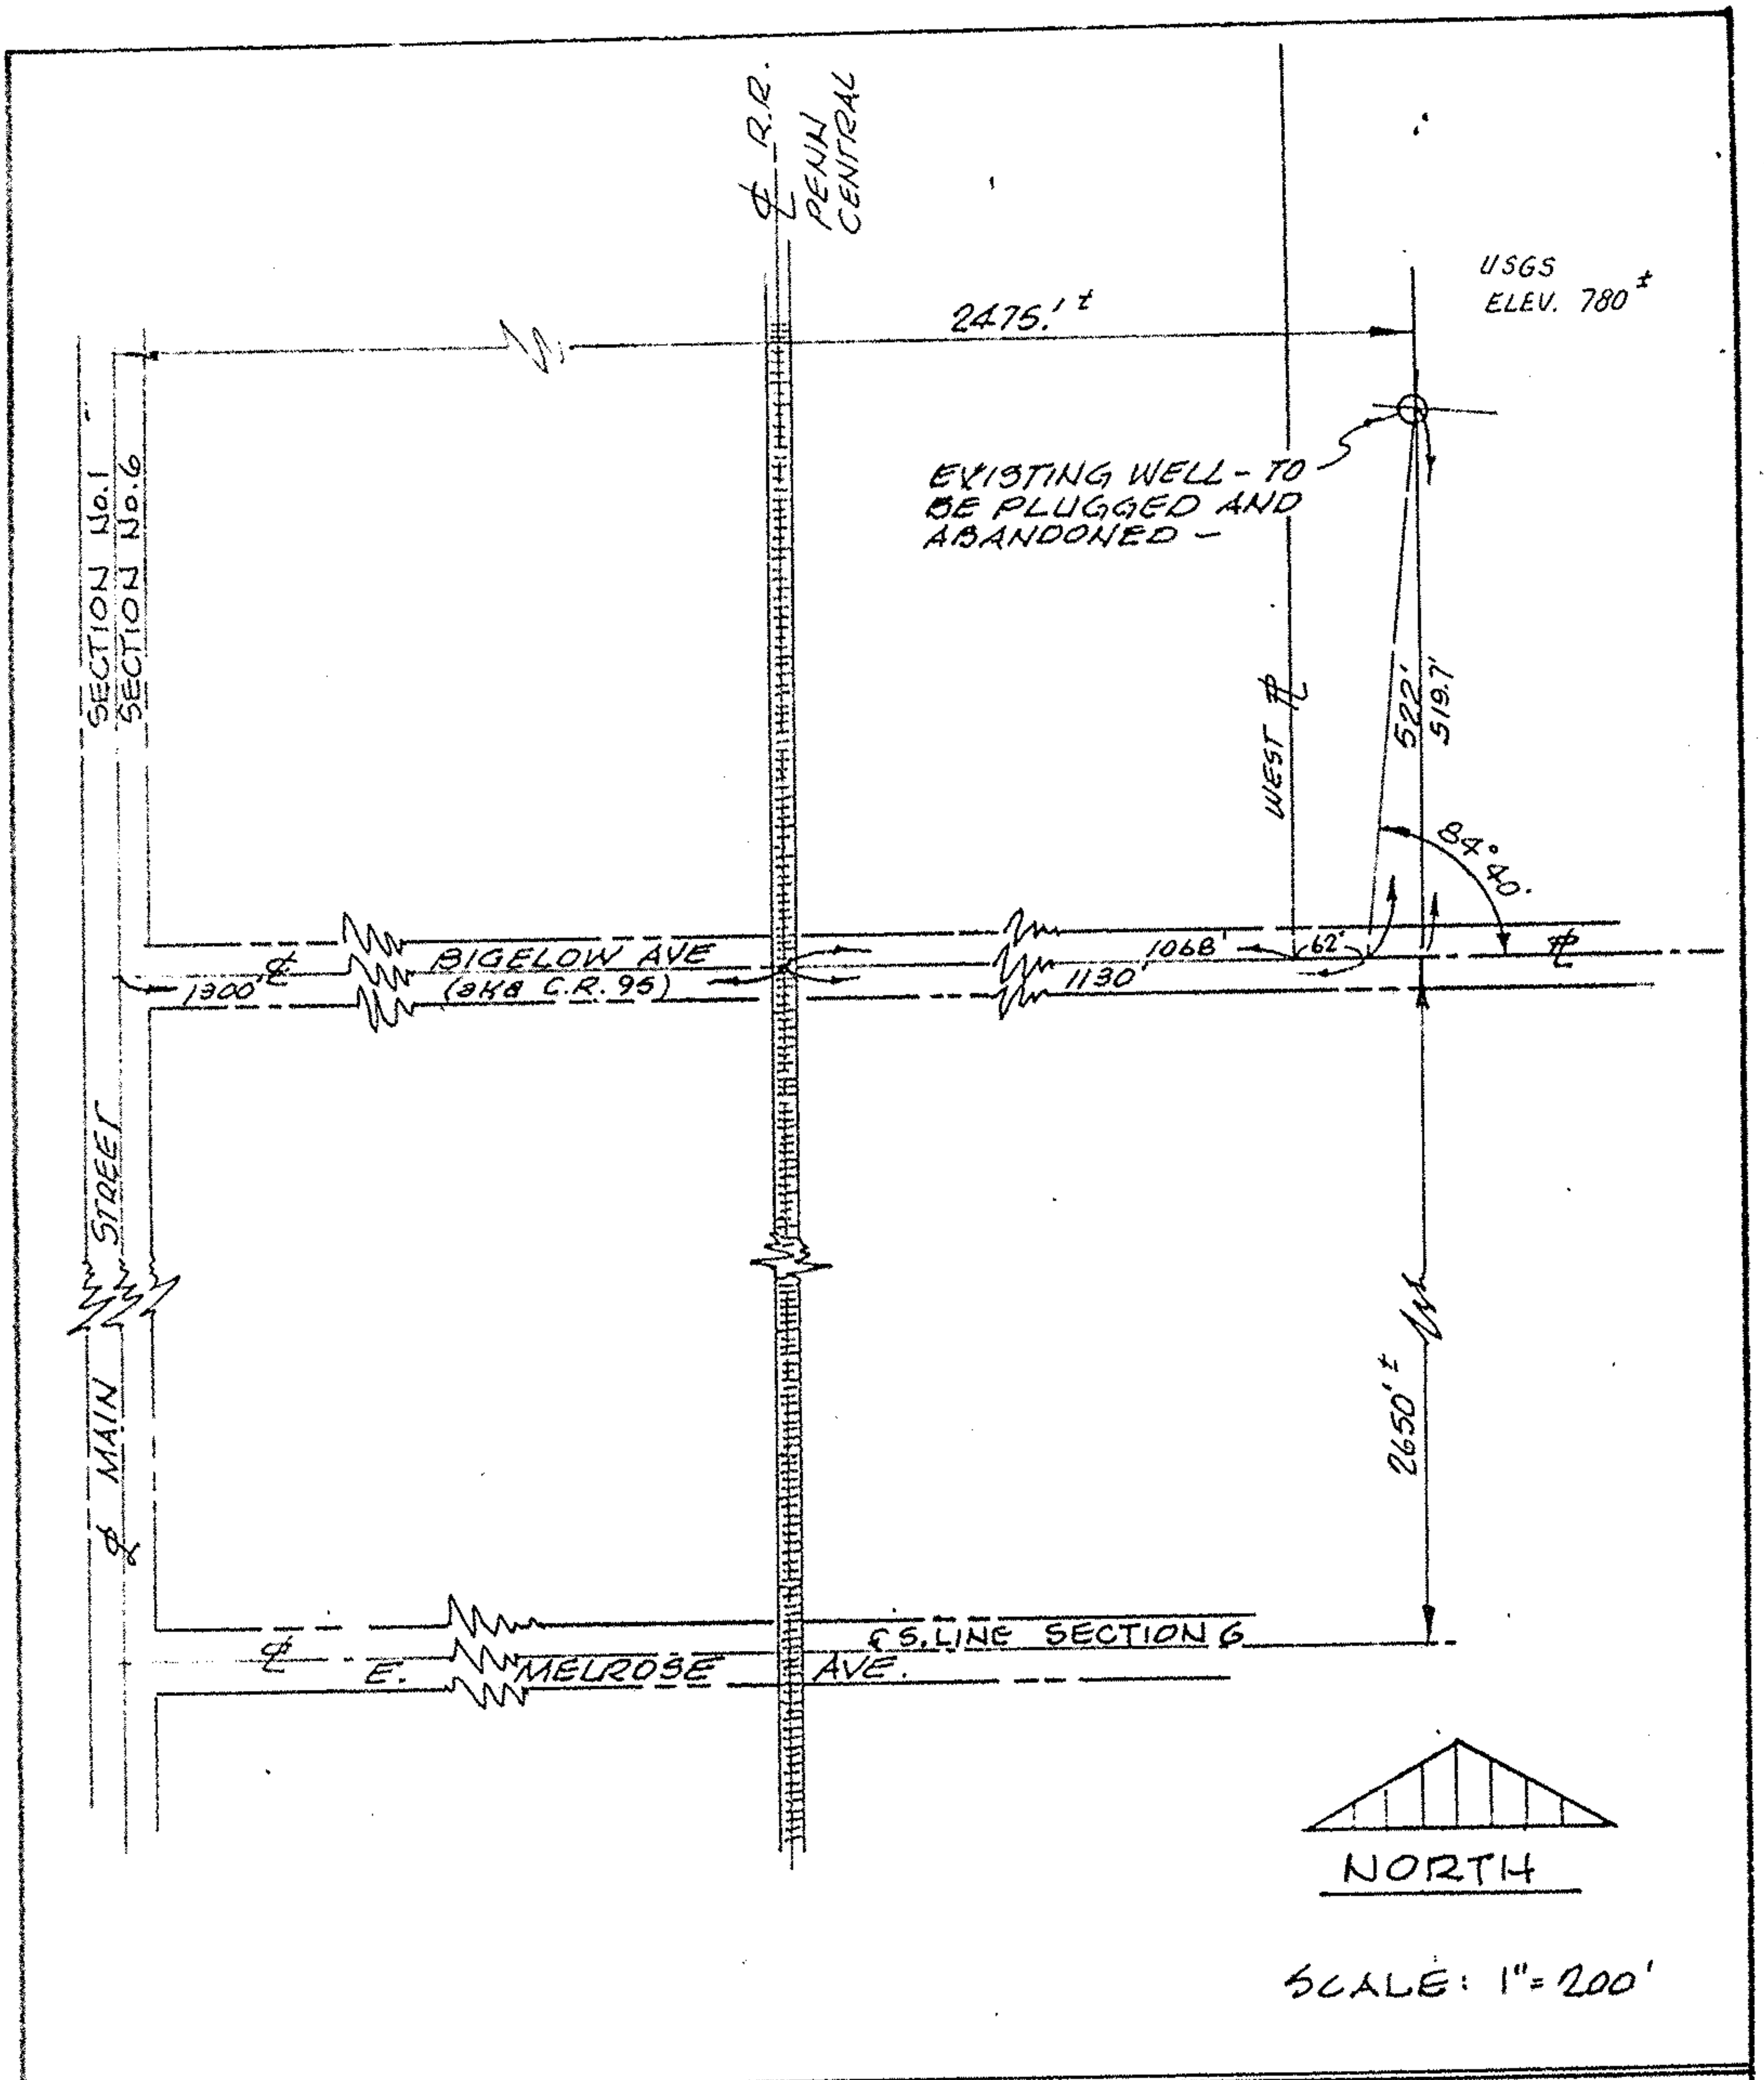 ℄ R.R.
PENN
CENTRAL
USGS
ELEV. 780 ±
2475.' ±
SECTION No.1
SECTION No.6
EXISTING WELL - TO
BE PLUGGED AND
ABANDONED -
WEST ⅊
522'
519.7'
84° 40'
1300' ℄ BIGELOW AVE
(aka C.R. 95)
1068'
62'
1130'
⅊
℄ MAIN STREET
2650' ±
℄ S. LINE SECTION 6
℄ E. MELROSE AVE.
NORTH
SCALE: 1"=200'